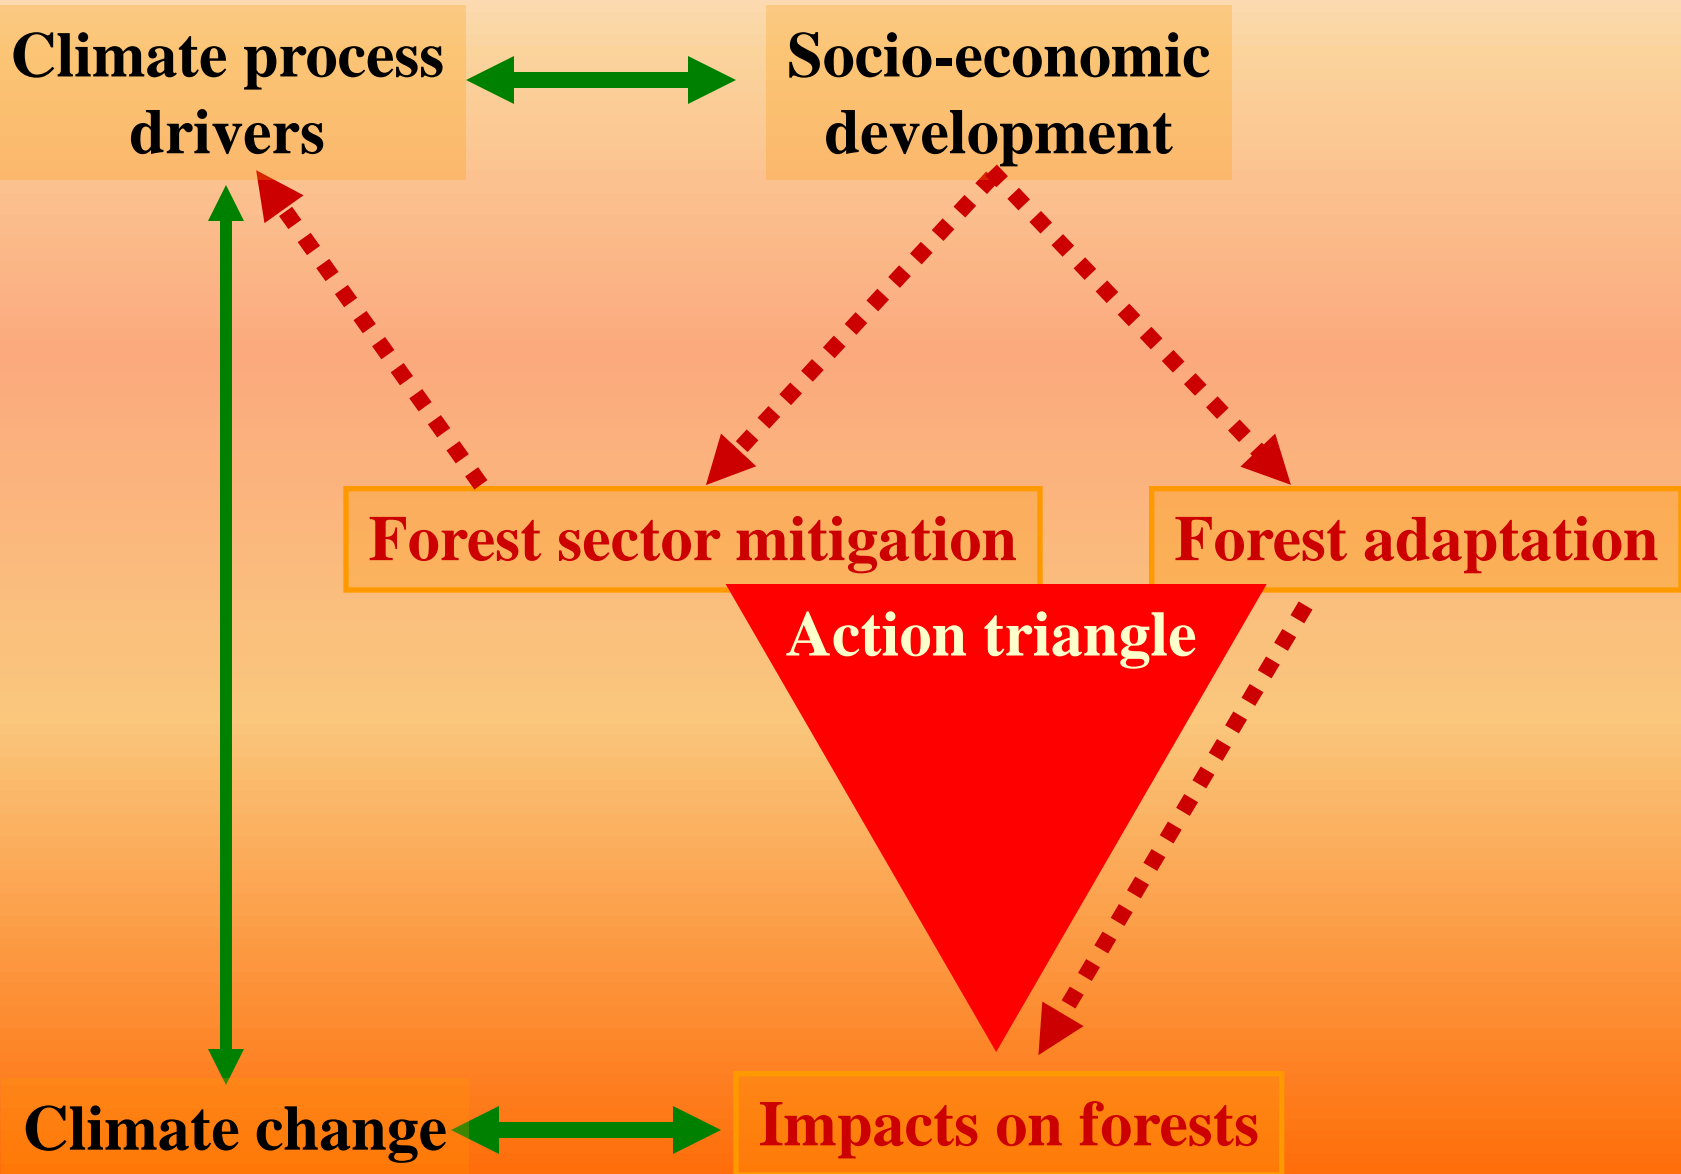 Climate process
drivers
Socio-economic
development
Forest sector mitigation
Forest adaptation
Action triangle
Climate change
Impacts on forests